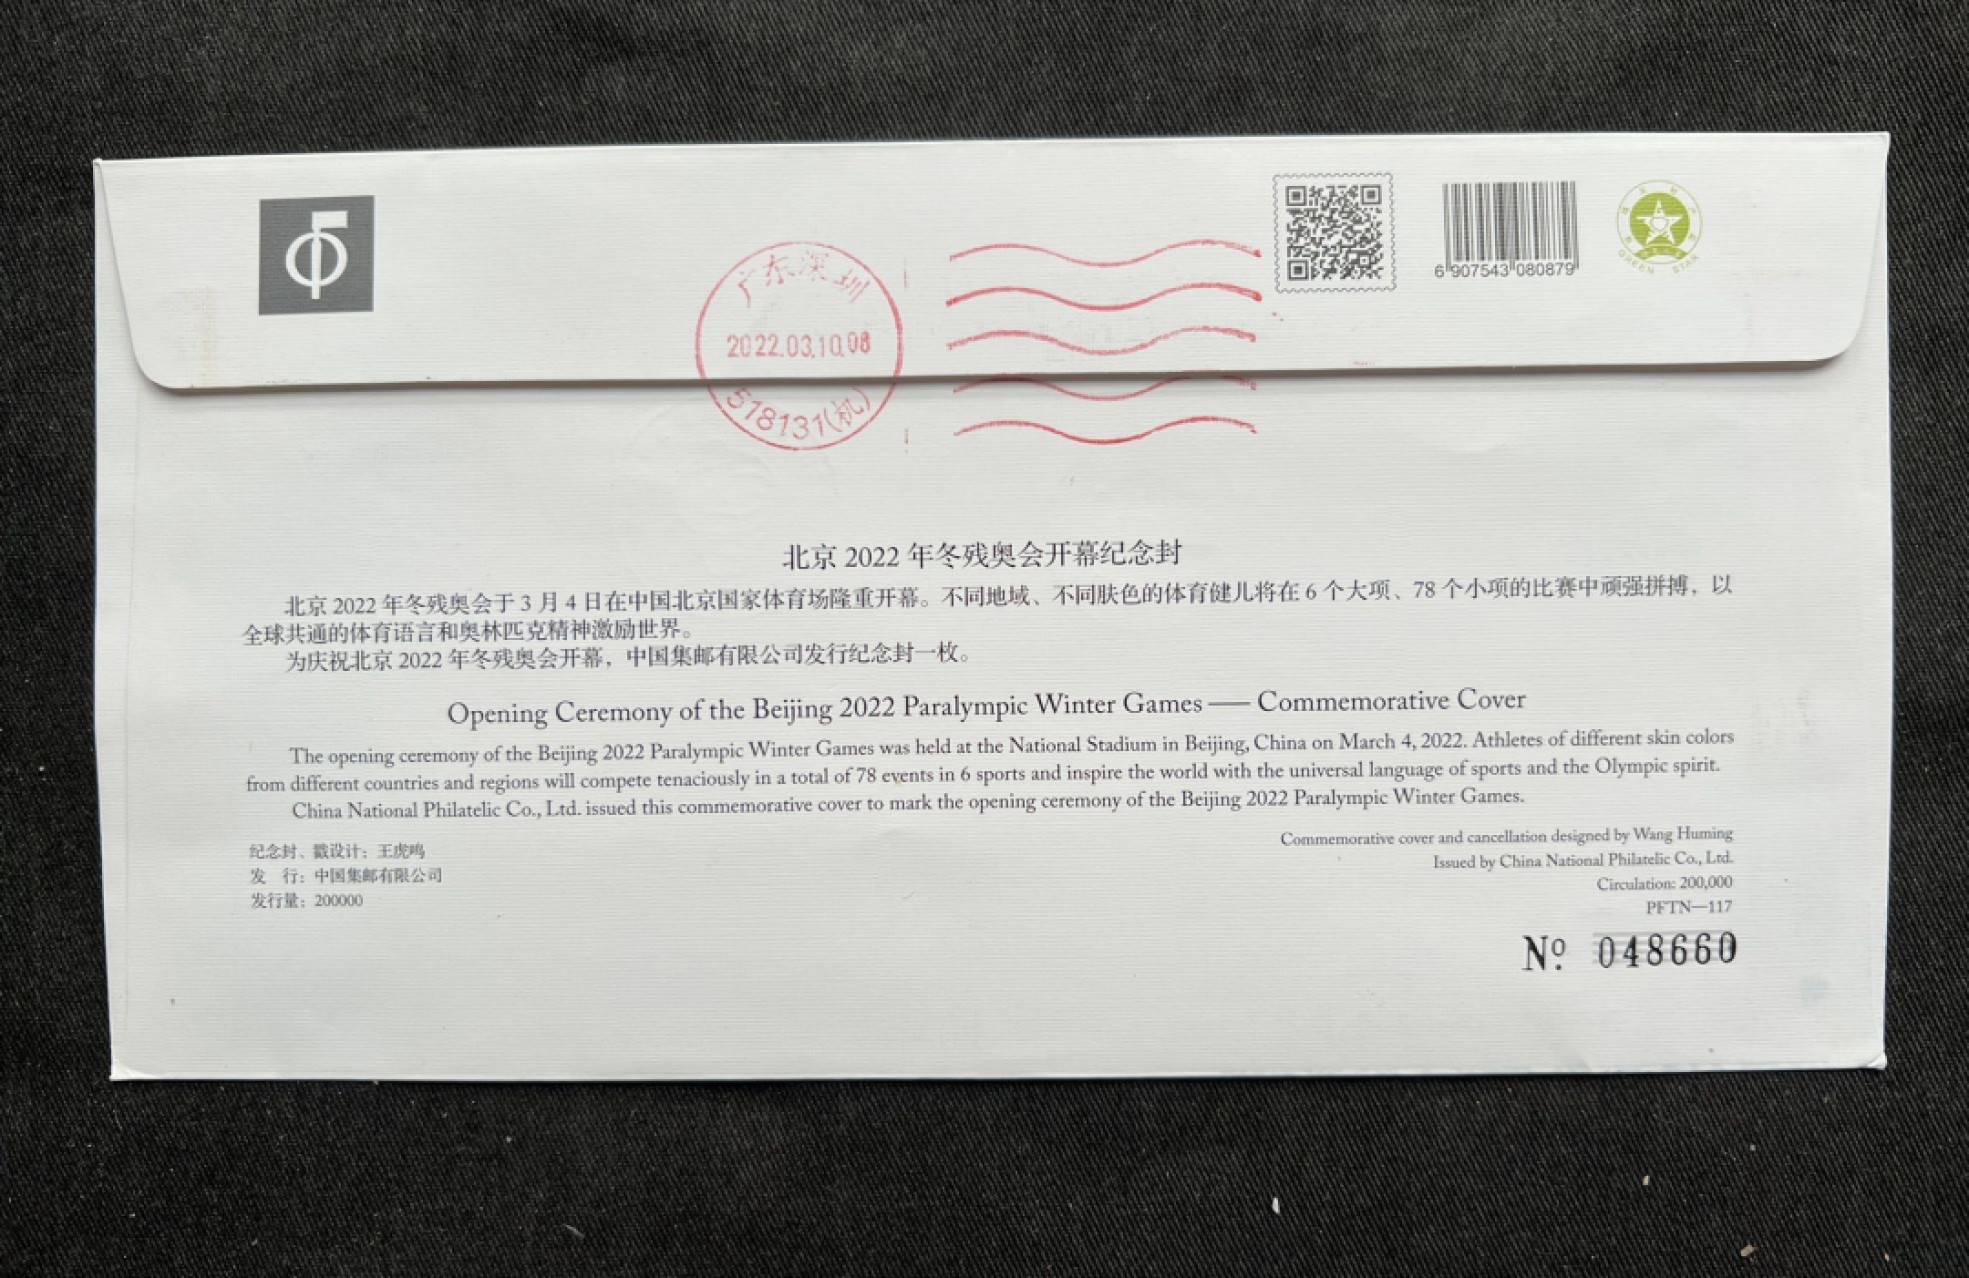 广东深圳
2022.03.10.08
518131(机)
6 907543 080879
GREEN STAR
北京 2022 年冬残奥会开幕纪念封
北京 2022 年冬残奥会于 3 月 4 日在中国北京国家体育场隆重开幕。不同地域、不同肤色的体育健儿将在 6 个大项、78 个小项的比赛中顽强拼搏，以
全球共通的体育语言和奥林匹克精神激励世界。
为庆祝北京 2022 年冬残奥会开幕，中国集邮有限公司发行纪念封一枚。
Opening Ceremony of the Beijing 2022 Paralympic Winter Games —— Commemorative Cover
The opening ceremony of the Beijing 2022 Paralympic Winter Games was held at the National Stadium in Beijing, China on March 4, 2022. Athletes of different skin colors
from different countries and regions will compete tenaciously in a total of 78 events in 6 sports and inspire the world with the universal language of sports and the Olympic spirit.
China National Philatelic Co., Ltd. issued this commemorative cover to mark the opening ceremony of the Beijing 2022 Paralympic Winter Games.
纪念封、戳设计：王虎鸣
发　行：中国集邮有限公司
发行量：200000
Commemorative cover and cancellation designed by Wang Huming
Issued by China National Philatelic Co., Ltd.
Circulation: 200,000
PFTN—117
Nº. 048660